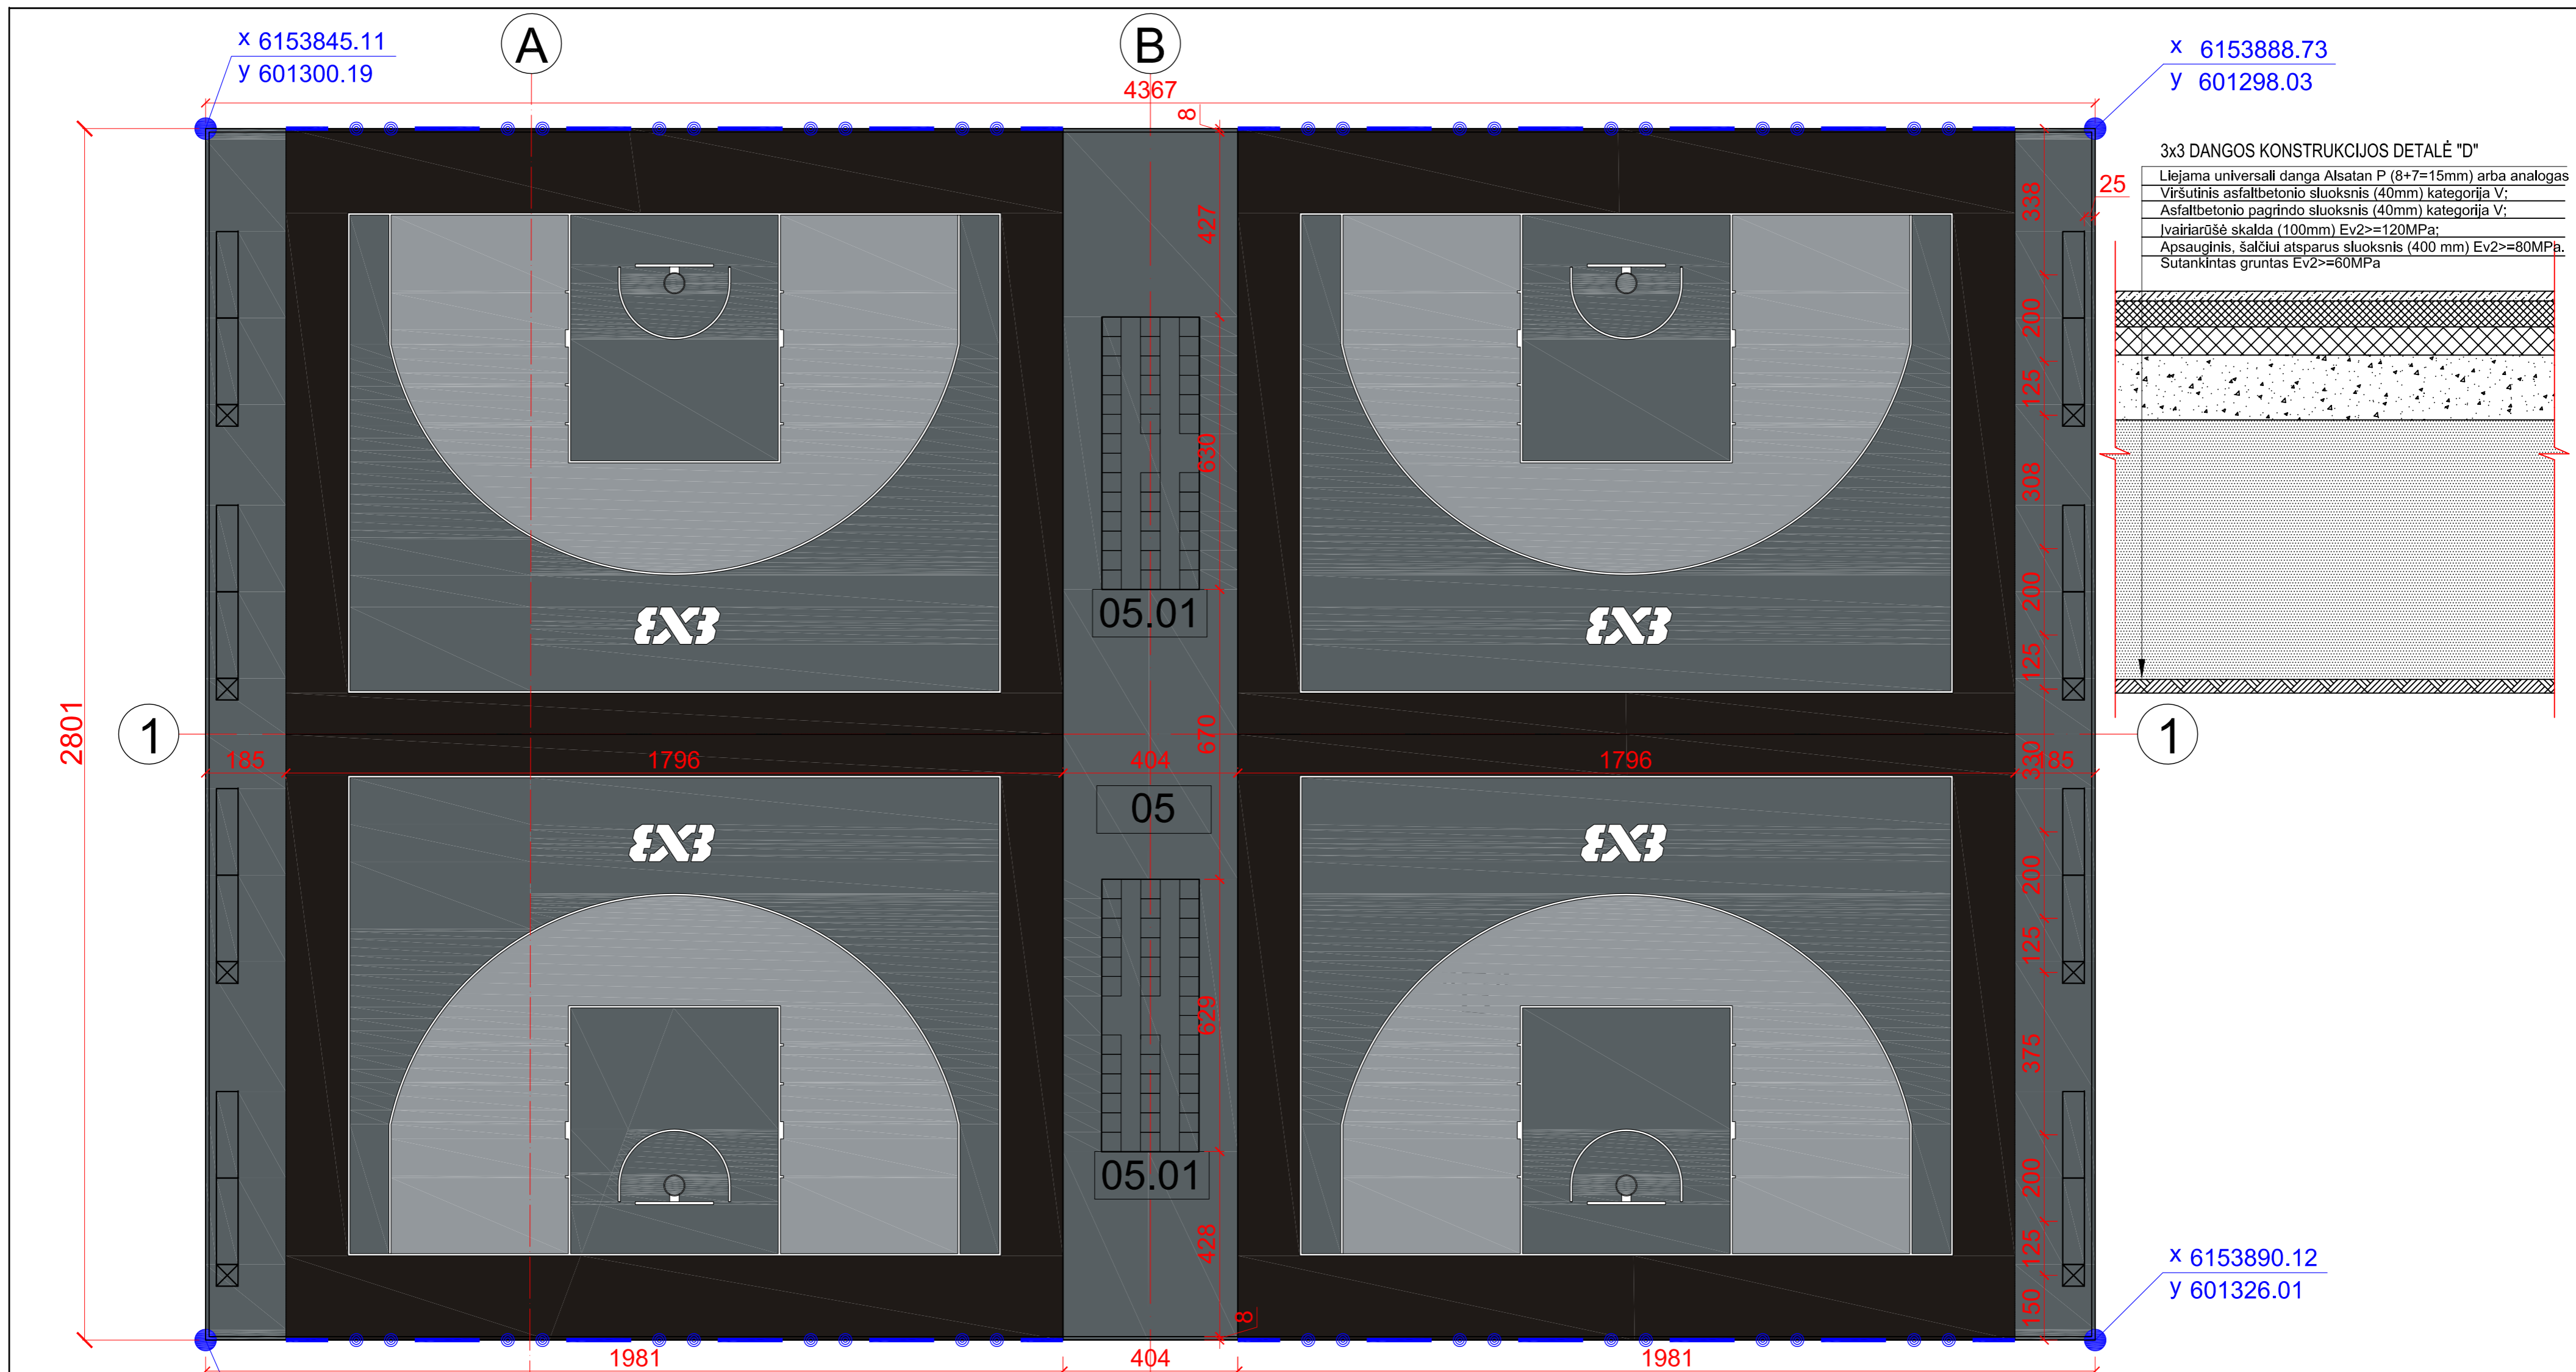 x 6153845.11
y 601300.19
A
B
x 6153888.73
y 601298.03
4367
8
3x3 DANGOS KONSTRUKCIJOS DETALĖ "D"
Liejama universali danga Alsatan P (8+7=15mm) arba analogas
Viršutinis asfaltbetonio sluoksnis (40mm) kategorija V;
Asfaltbetonio pagrindo sluoksnis (40mm) kategorija V;
Įvairiarūšė skalda (100mm) Ev2>=120MPa;
Apsauginis, šalčiui atsparus sluoksnis (400 mm) Ev2>=80MPa.
Sutankintas gruntas Ev2>=60MPa
25
338
427
200
125
630
308
200
05.01
3X3
3X3
125
2801
1
670
1
185
1796
404
1796
330
185
05
3X3
3X3
200
125
629
375
05.01
200
428
125
x 6153890.12
y 601326.01
150
8
1981
404
1981